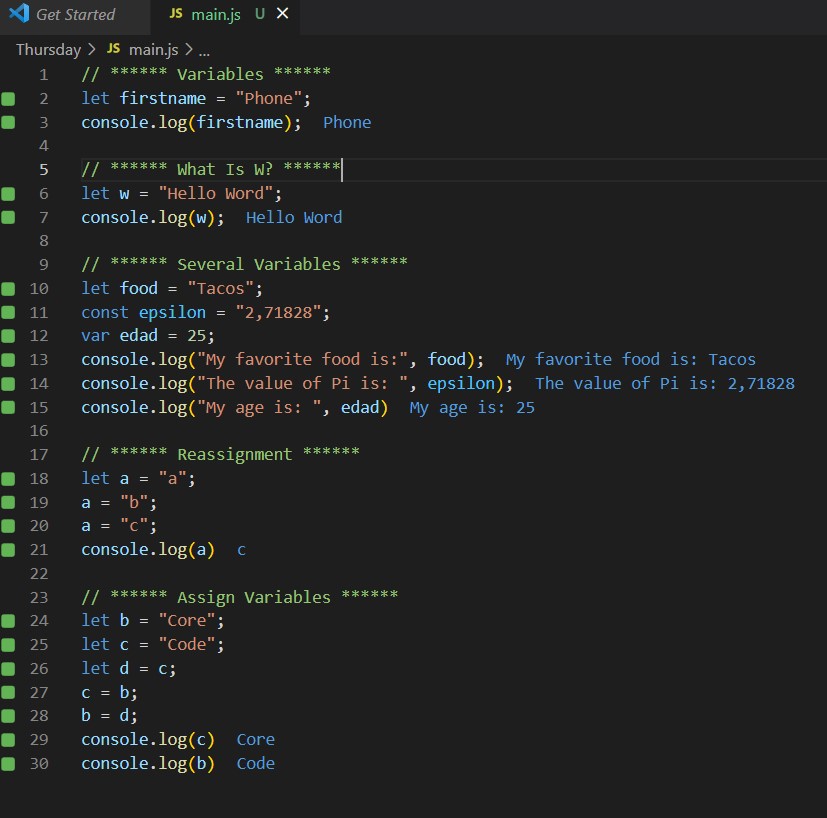 Get Started JS main.js U ✕
Thursday > JS main.js > ...
1 // ****** Variables ******
2 let firstname = "Phone";
3 console.log(firstname); Phone
4
5 // ****** What Is W? ******
6 let w = "Hello Word";
7 console.log(w); Hello Word
8
9 // ****** Several Variables ******
10 let food = "Tacos";
11 const epsilon = "2,71828";
12 var edad = 25;
13 console.log("My favorite food is:", food); My favorite food is: Tacos
14 console.log("The value of Pi is: ", epsilon); The value of Pi is: 2,71828
15 console.log("My age is: ", edad) My age is: 25
16
17 // ****** Reassignment ******
18 let a = "a";
19 a = "b";
20 a = "c";
21 console.log(a) c
22
23 // ****** Assign Variables ******
24 let b = "Core";
25 let c = "Code";
26 let d = c;
27 c = b;
28 b = d;
29 console.log(c) Core
30 console.log(b) Code